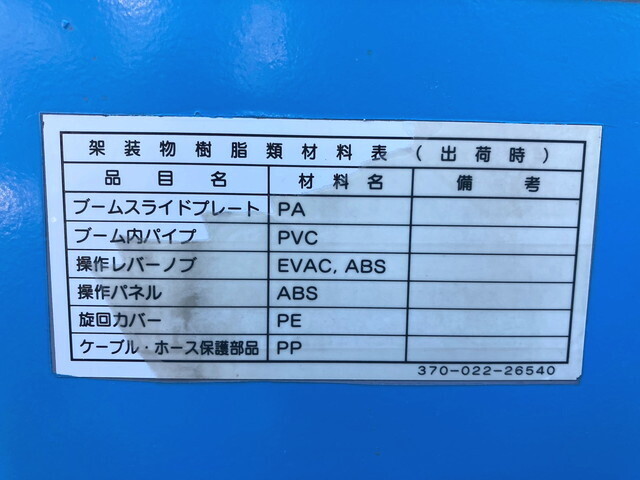 架装物樹脂類材料表(出荷時)
品目名 材料名 備考
ブームスライドプレート PA
ブーム内パイプ PVC
操作レバーノブ EVAC, ABS
操作パネル ABS
旋回カバー PE
ケーブル・ホース保護部品 PP
370-022-26540